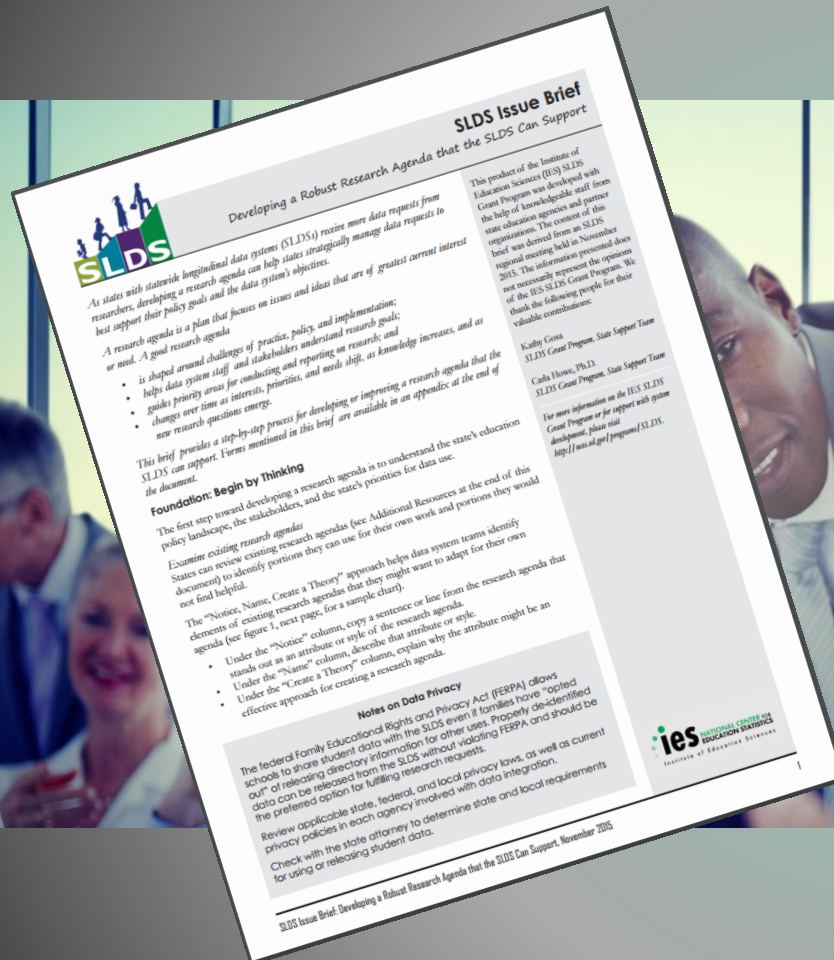 SLDS Issue Brief
Developing a Robust Research Agenda that the SLDS Can Support
SLDS
As states with statewide longitudinal data systems (SLDSs) receive more data requests from
researchers, developing a research agenda can help states strategically manage data requests to
best support their policy goals and the data system's objectives.
A research agenda is a plan that focuses on issues and ideas that are of greatest current interest
or need. A good research agenda
• is shaped around challenges of practice, policy, and implementation;
• helps data system staff and stakeholders understand research goals;
• guides priority areas for conducting and reporting on research; and
• changes over time as interests, priorities, and needs shift, as knowledge increases, and as
new research questions emerge.
This brief provides a step-by-step process for developing or improving a research agenda that the
SLDS can support. Forms mentioned in this brief are available in an appendix at the end of
the document.
Foundation: Begin by Thinking
The first step toward developing a research agenda is to understand the state's education
policy landscape, the stakeholders, and the state's priorities for data use.
Examine existing research agendas
States can review existing research agendas (see Additional Resources at the end of this
document) to identify portions they can use for their own work and portions they would
not find helpful.
The “Notice, Name, Create a Theory” approach helps data system teams identify
elements of existing research agendas that they might want to adapt for their own
agenda (see figure 1, next page, for a sample chart).
• Under the “Notice” column, copy a sentence or line from the research agenda that
stands out as an attribute or style of the research agenda.
• Under the “Name” column, describe that attribute or style.
• Under the “Create a Theory” column, explain why the attribute might be an
effective approach for creating a research agenda.
Notes on Data Privacy
The federal Family Educational Rights and Privacy Act (FERPA) allows
schools to share student data with the SLDS even if families have “opted
out” of releasing directory information for other uses. Properly de-identified
data can be released from the SLDS without violating FERPA and should be
the preferred option for fulfilling research requests.
Review applicable state, federal, and local privacy laws, as well as current
privacy policies in each agency involved with data integration.
Check with the state attorney to determine state and local requirements
for using or releasing student data.
This product of the Institute of
Education Sciences (IES) SLDS
Grant Program was developed with
the help of knowledgeable staff from
state education agencies and partner
organizations. The content of this
brief was derived from an SLDS
regional meeting held in November
2015. The information presented does
not necessarily represent the opinions
of the IES SLDS Grant Program. We
thank the following people for their
valuable contributions:
Kathy Gosa
SLDS Grant Program, State Support Team
Carla Howe, Ph.D.
SLDS Grant Program, State Support Team
For more information on the IES SLDS
Grant Program or for support with system
development, please visit
http://nces.ed.gov/programs/SLDS.
ies NATIONAL CENTER FOR
EDUCATION STATISTICS
Institute of Education Sciences
1
SLDS Issue Brief: Developing a Robust Research Agenda that the SLDS Can Support, November 2015